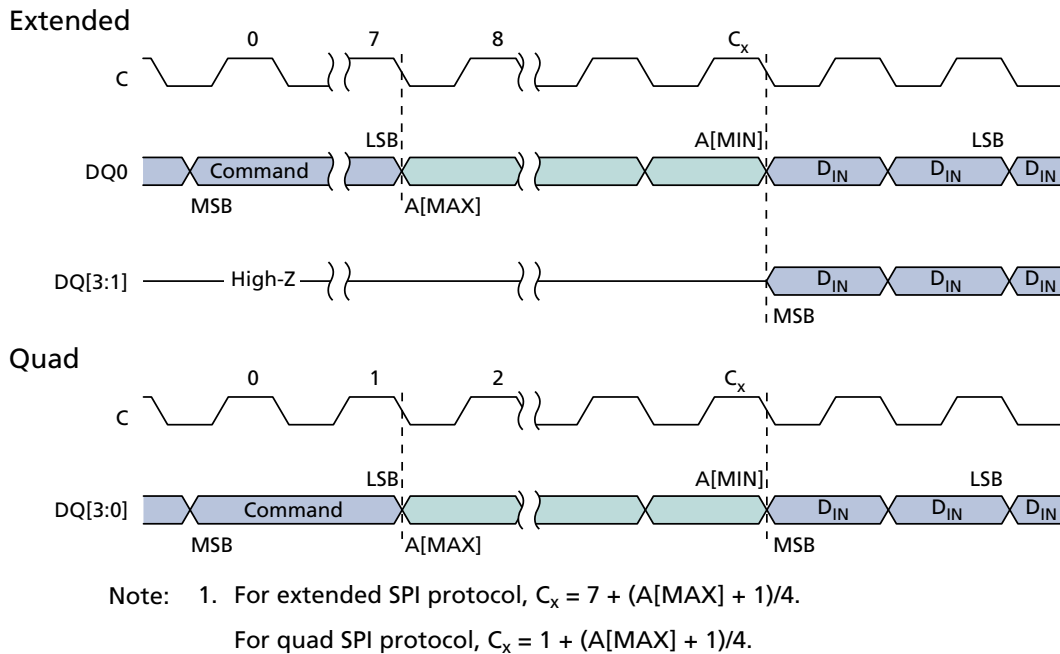 Extended
0 7 8 Cx
C
LSB A[MIN] LSB
DQ0 Command DIN DIN DIN
MSB A[MAX]
DQ[3:1] High-Z DIN DIN DIN
MSB
Quad
0 1 2 Cx
C
LSB A[MIN] LSB
DQ[3:0] Command DIN DIN DIN
MSB A[MAX] MSB
Note: 1. For extended SPI protocol, Cx = 7 + (A[MAX] + 1)/4.
For quad SPI protocol, Cx = 1 + (A[MAX] + 1)/4.